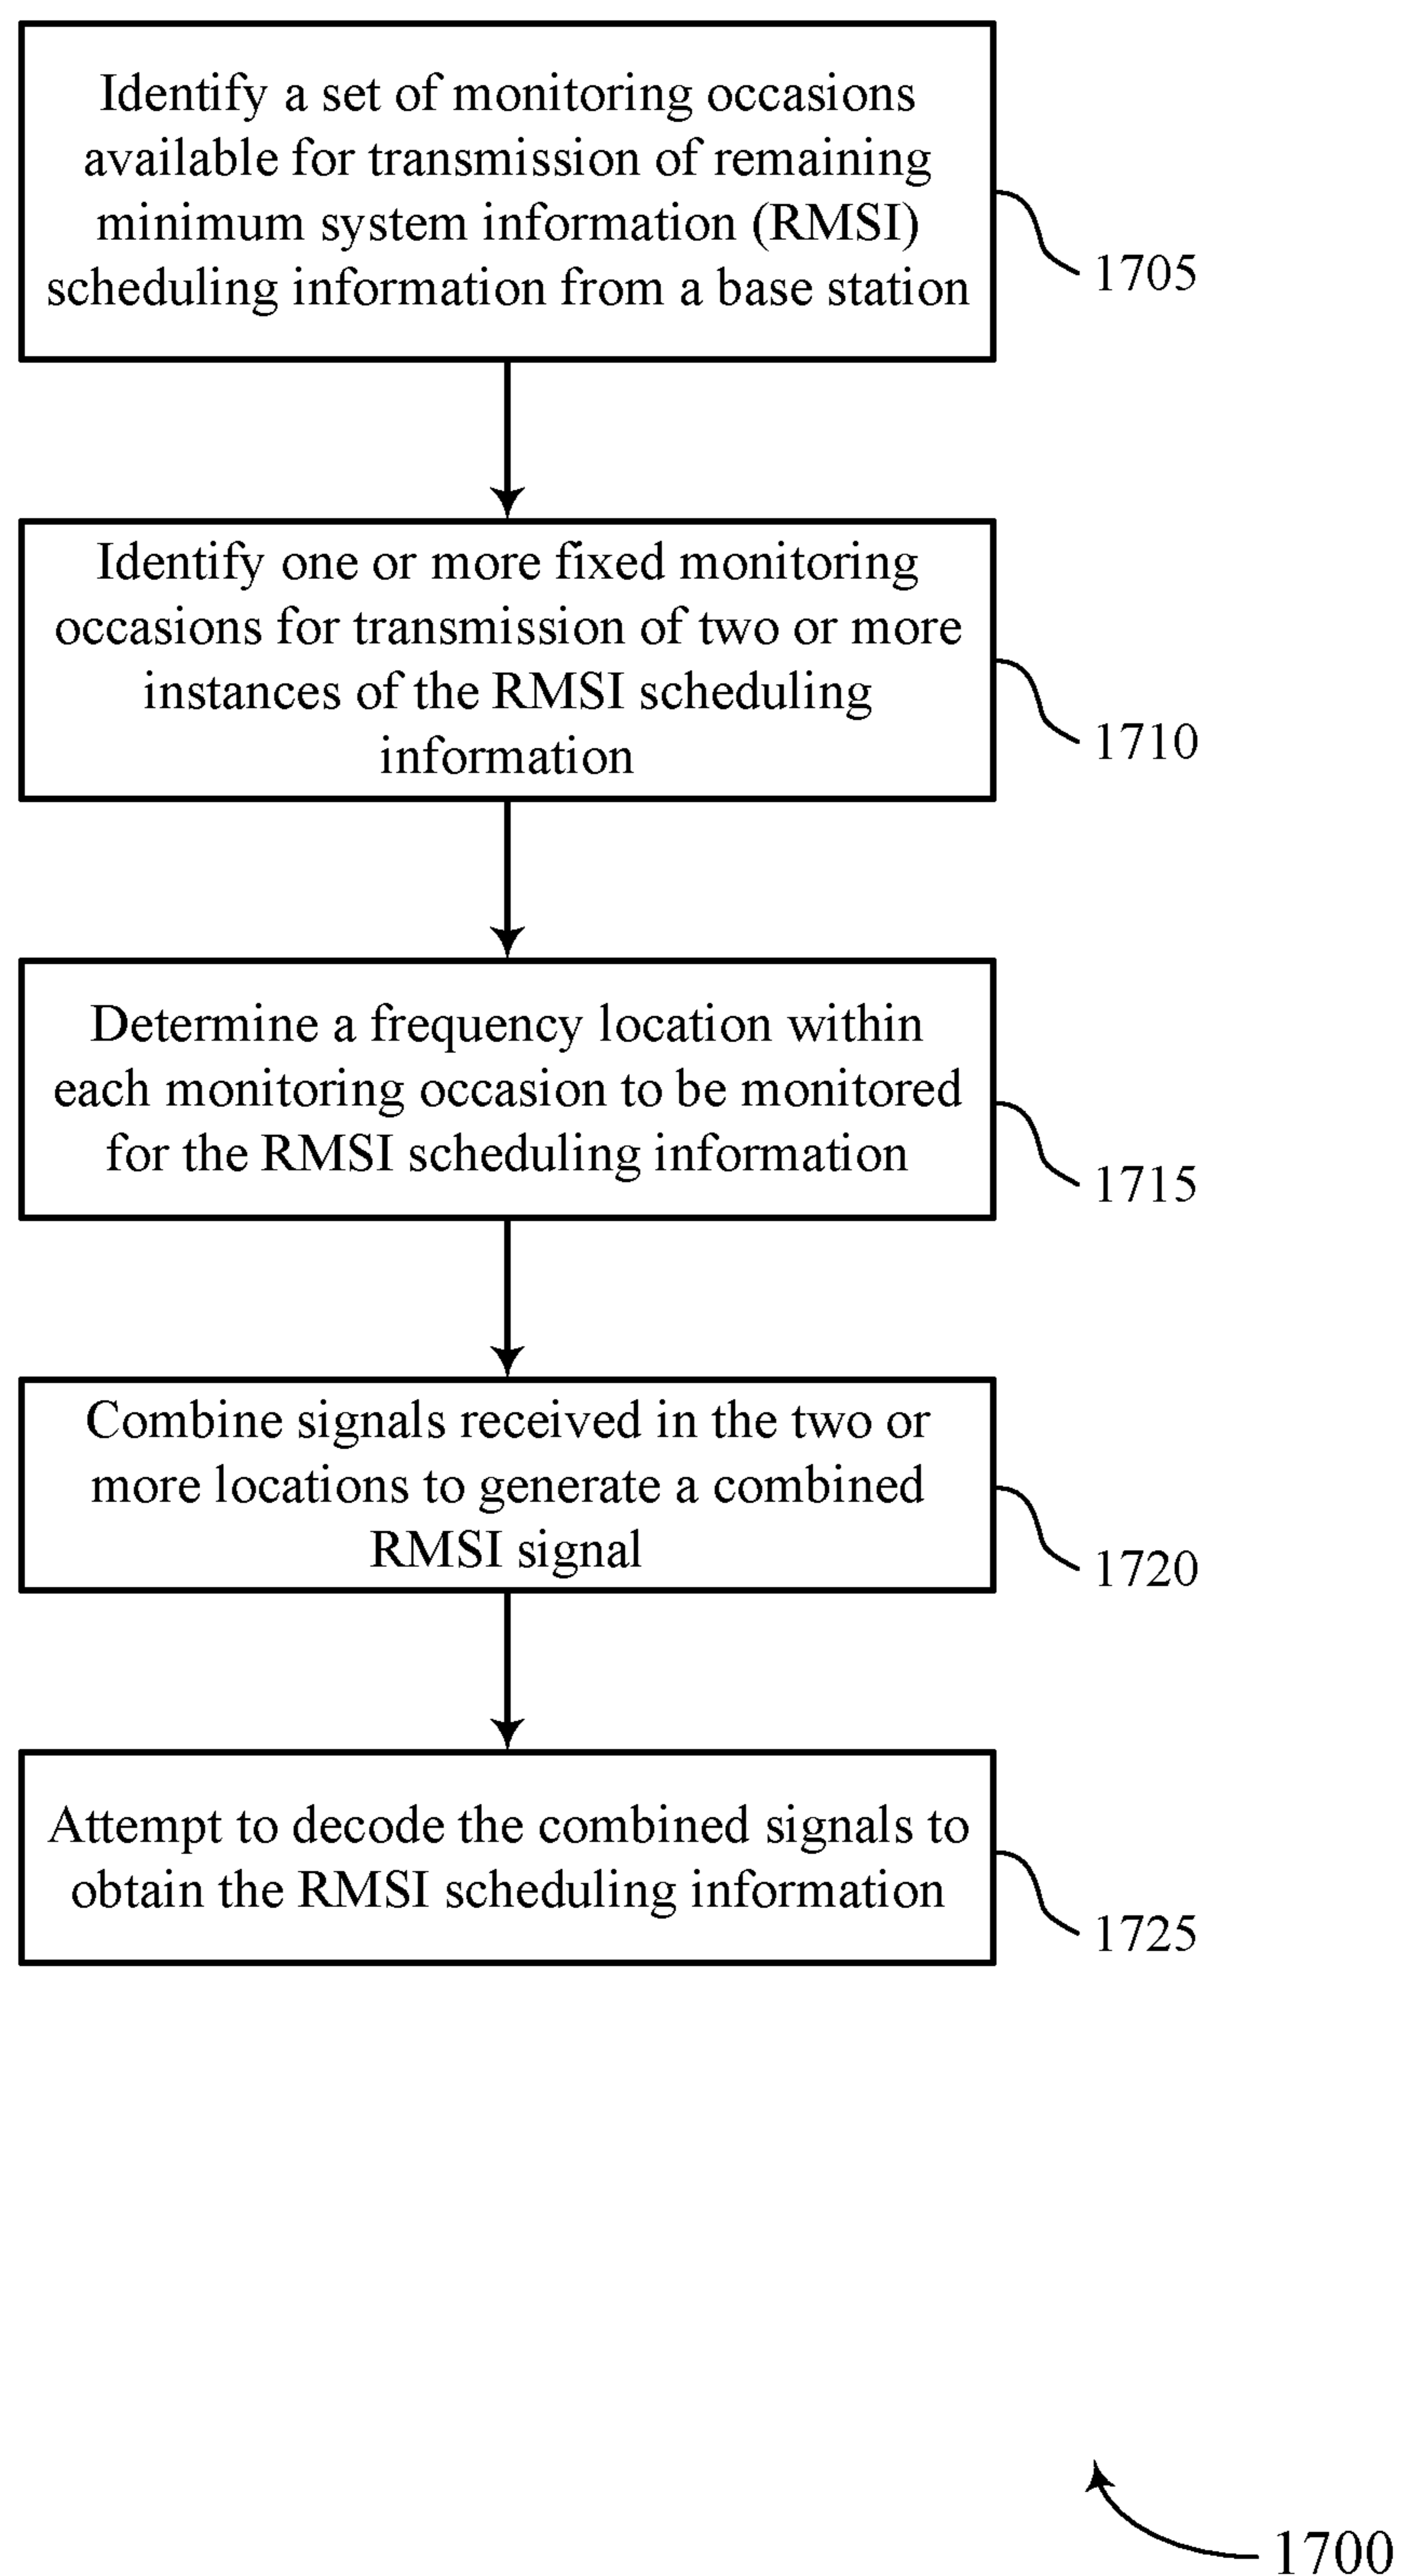 Identify a set of monitoring occasions
available for transmission of remaining
minimum system information (RMSI)
scheduling information from a base station
1705
Identify one or more fixed monitoring
occasions for transmission of two or more
instances of the RMSI scheduling
information
1710
Determine a frequency location within
each monitoring occasion to be monitored
for the RMSI scheduling information
1715
Combine signals received in the two or
more locations to generate a combined
RMSI signal
1720
Attempt to decode the combined signals to
obtain the RMSI scheduling information
1725
1700